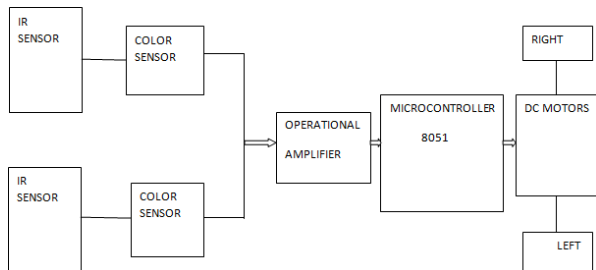 IR
SENSOR
COLOR
SENSOR
RIGHT
OPERATIONAL
AMPLIFIER
MICROCONTROLLER
8051
DC MOTORS
IR
SENSOR
COLOR
SENSOR
LEFT